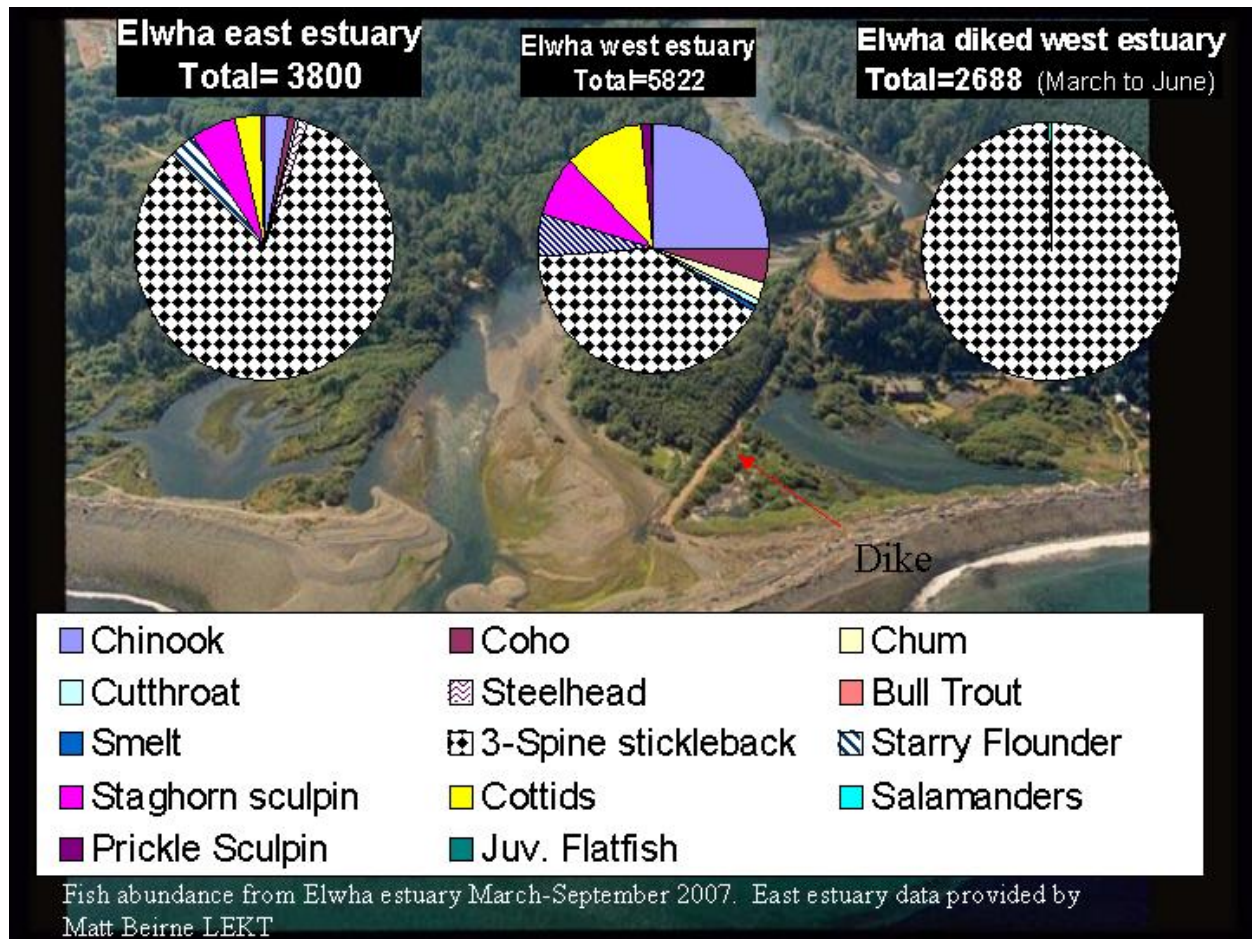 Elwha east estuary
Total= 3800
Elwha west estuary
Total=5822
Elwha diked west estuary
Total=2688 (March to June)
Dike
Chinook
Coho
Chum
Cutthroat
Steelhead
Bull Trout
Smelt
3-Spine stickleback
Starry Flounder
Staghorn sculpin
Cottids
Salamanders
Prickle Sculpin
Juv. Flatfish
Fish abundance from Elwha estuary March-September 2007.  East estuary data provided by
Matt Beirne LEKT